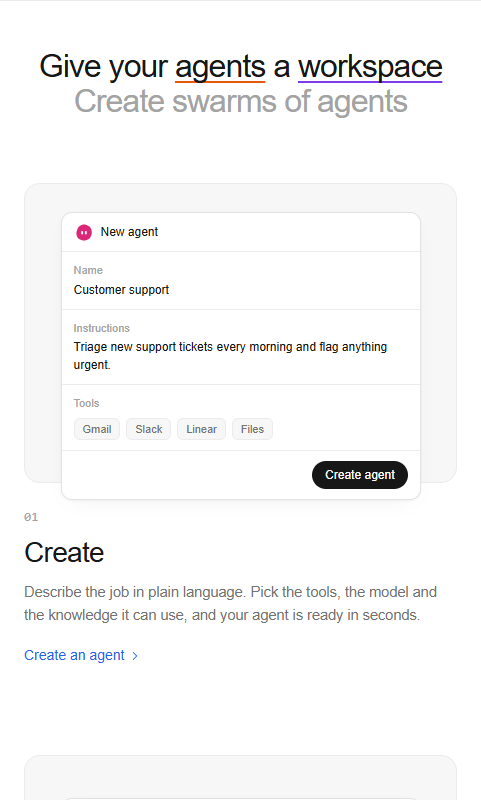 Give your agents a workspace
Create swarms of agents
New agent
Name
Customer support
Instructions
Triage new support tickets every morning and flag anything
urgent.
Tools
Gmail
Slack
Linear
Files
Create agent
01
Create
Describe the job in plain language. Pick the tools, the model and
the knowledge it can use, and your agent is ready in seconds.
Create an agent